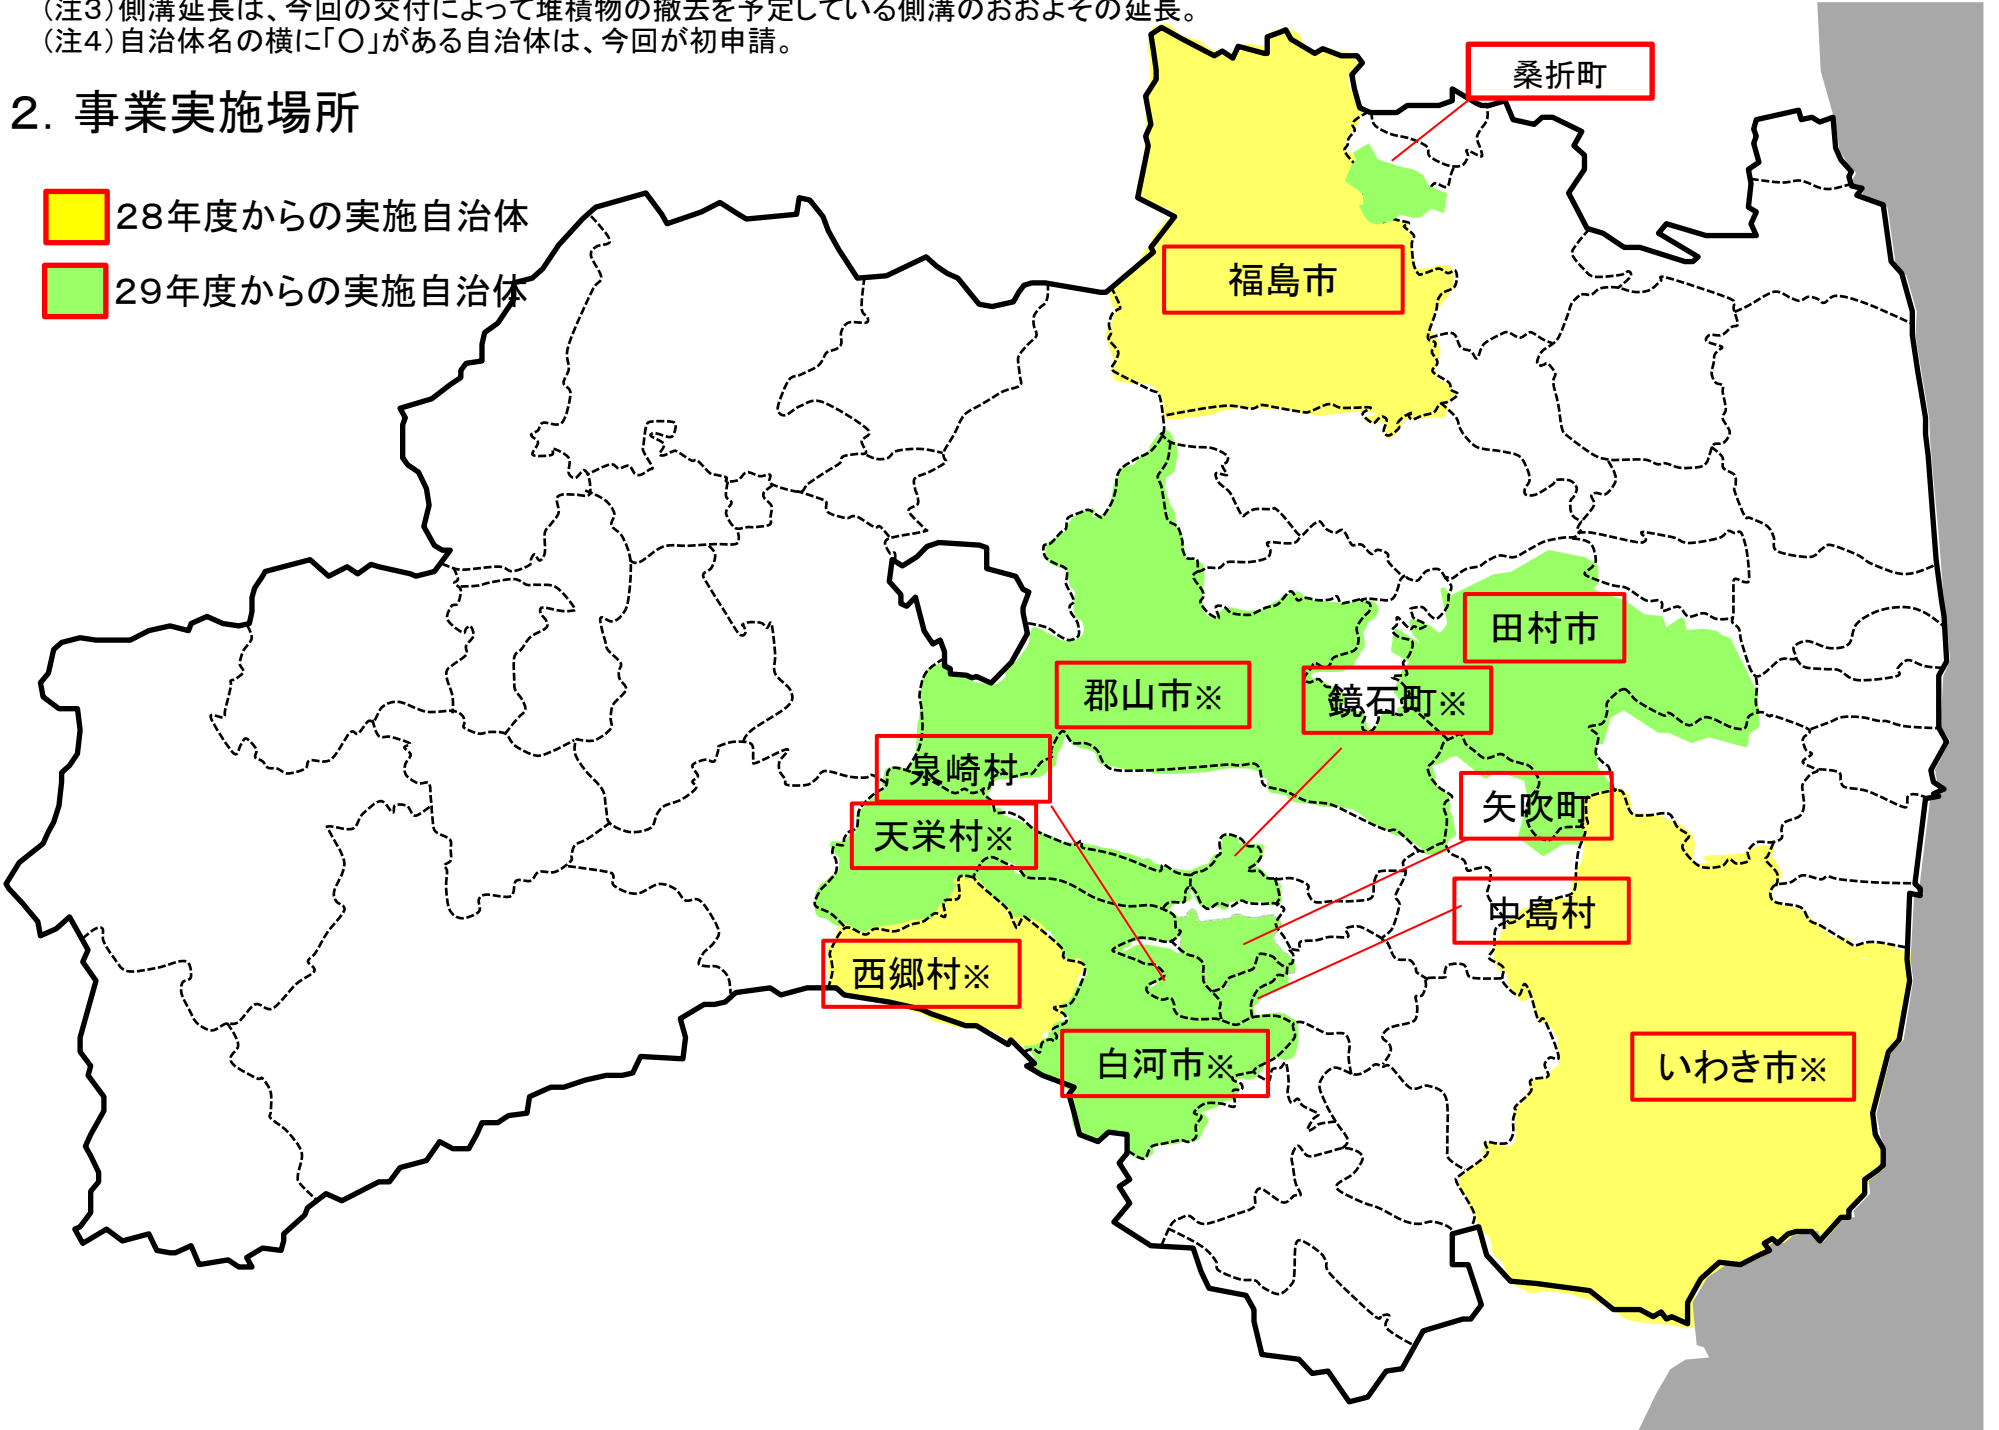 (注3)側溝延長は、今回の交付によって堆積物の撤去を予定している側溝のおおよその延長。
(注4)自治体名の横に「〇」がある自治体は、今回が初申請。
桑折町
2．事業実施場所
28年度からの実施自治体
29年度からの実施自治体
福島市
田村市
郡山市※
鏡石町※
泉崎村
矢吹町
天栄村※
中島村
西郷村※
白河市※
いわき市※